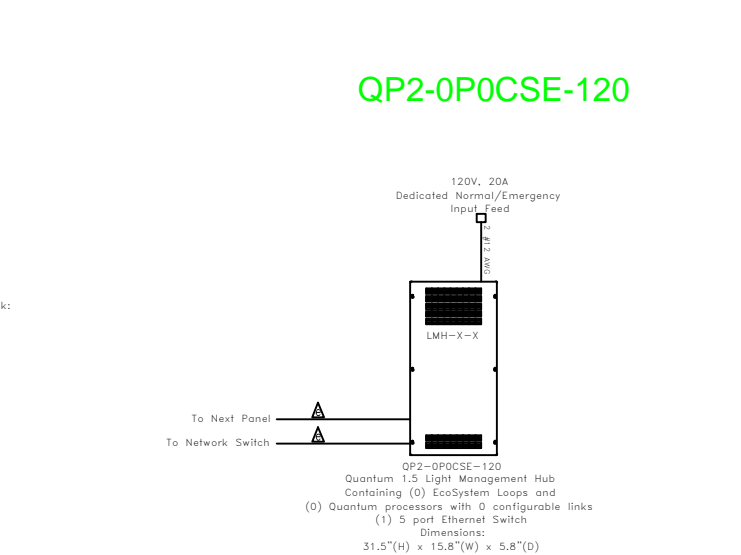 QP2-0P0CSE-120
120V, 20A
Dedicated Normal/Emergency
Input Feed
2 #12 AWG
k:
LMH-X-X
To Next Panel
To Network Switch
QP2-0P0CSE-120
Quantum 1.5 Light Management Hub
Containing (0) EcoSystem Loops and
(0) Quantum processors with 0 configurable links
(1) 5 port Ethernet Switch
Dimensions:
31.5"(H) x 15.8"(W) x 5.8"(D)